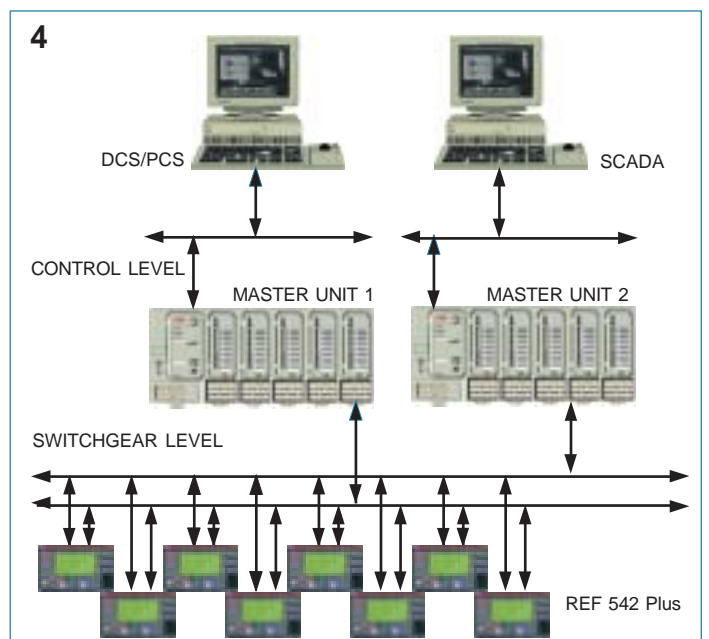 4
DCS/PCS
SCADA
CONTROL LEVEL
MASTER UNIT 1
MASTER UNIT 2
SWITCHGEAR LEVEL
REF 542 Plus